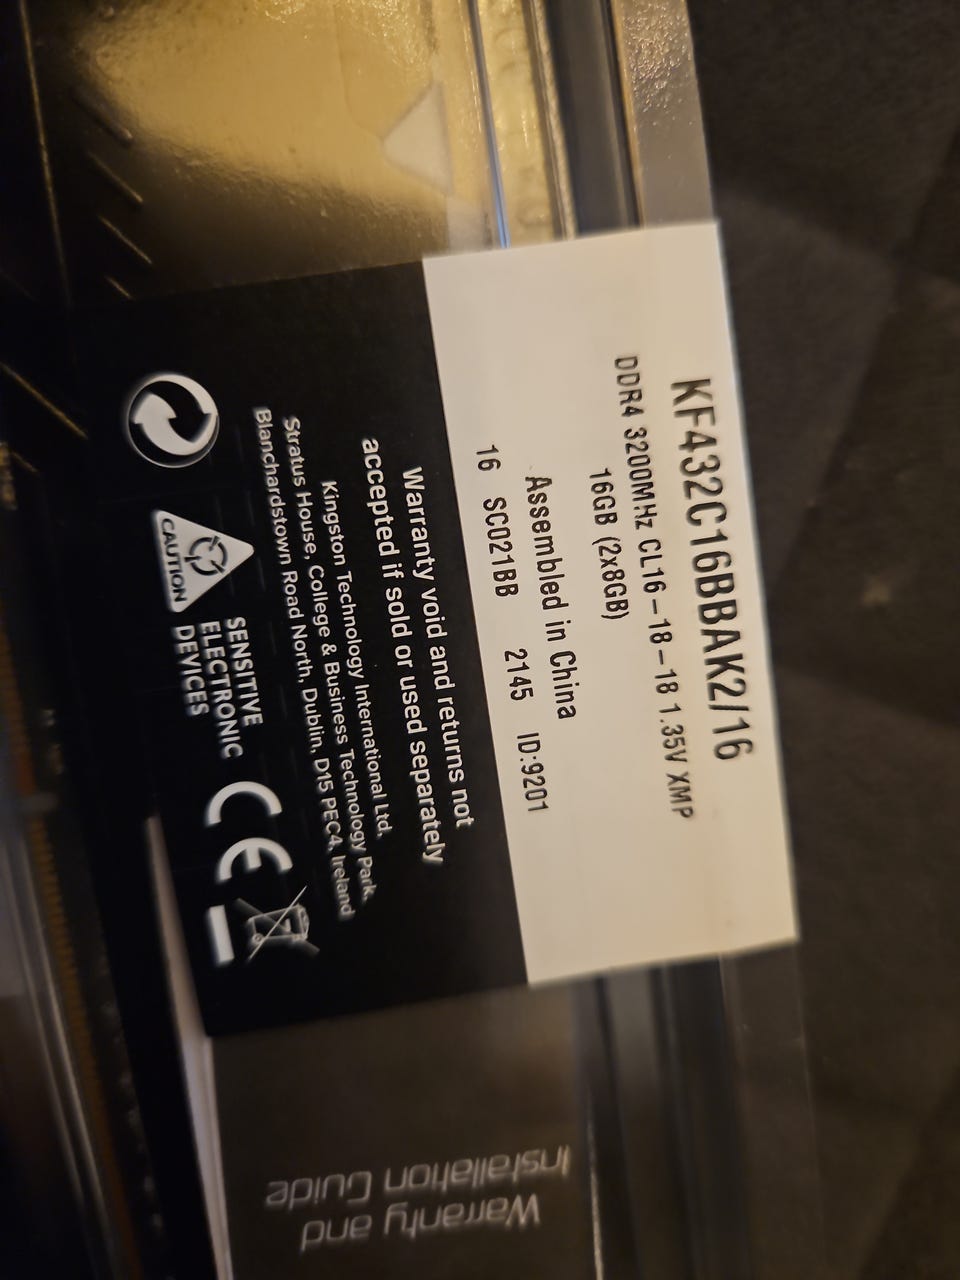 KF432C16BBAK2/16
DDR4 3200MHz CL16-18-18 1.35V XMP
16GB (2x8GB)
Assembled in China
16 SC021BB 2145 ID:9201
Warranty void and returns not
accepted if sold or used separately
Kingston Technology International Ltd,
Stratus House, College & Business Technology Park,
Blanchardstown Road North, Dublin, D15 PEC4, Ireland
CAUTION
SENSITIVE
ELECTRONIC
DEVICES
CE
Warranty and
Installation Guide